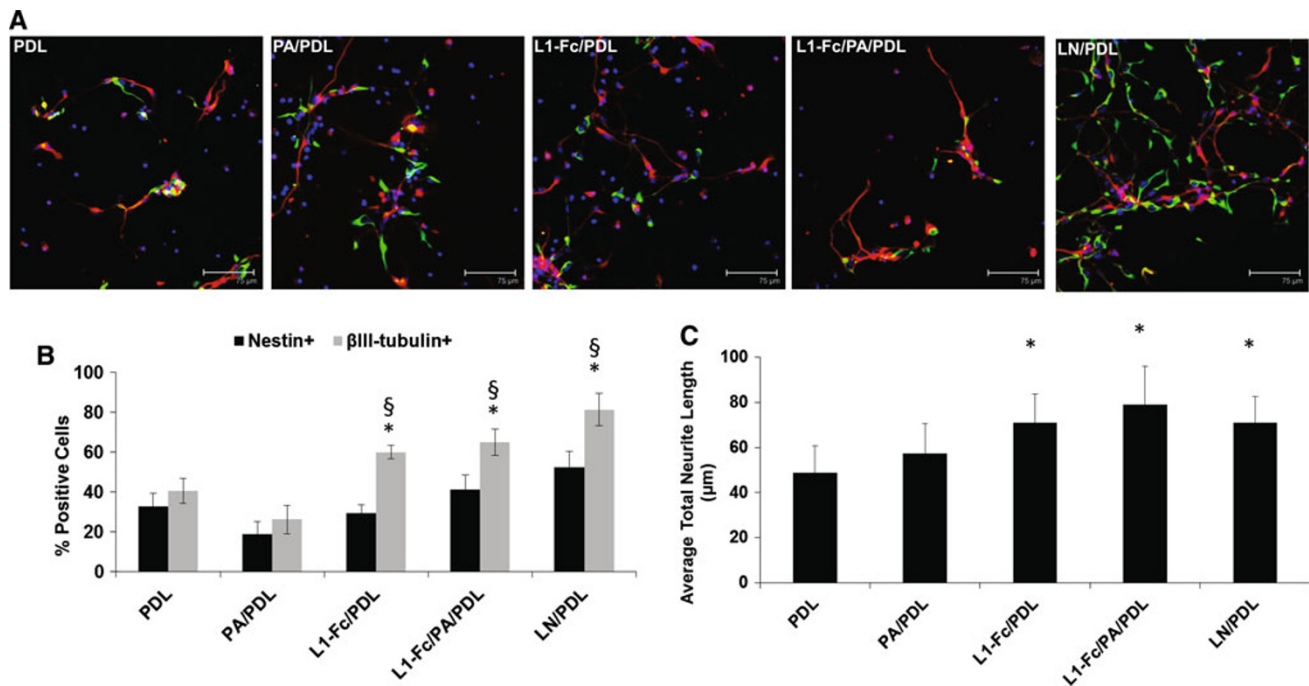 A
PDL
PA/PDL
L1-Fc/PDL
L1-Fc/PA/PDL
LN/PDL
75 µm
75 µm
75 µm
75 µm
75 µm
B
Nestin+
βIII-tubulin+
% Positive Cells
100
80
60
40
20
0
§
*
§
*
§
*
PDL
PA/PDL
L1-Fc/PDL
L1-Fc/PA/PDL
LN/PDL
C
Average Total Neurite Length
(µm)
100
80
60
40
20
0
*
*
*
PDL
PA/PDL
L1-Fc/PDL
L1-Fc/PA/PDL
LN/PDL